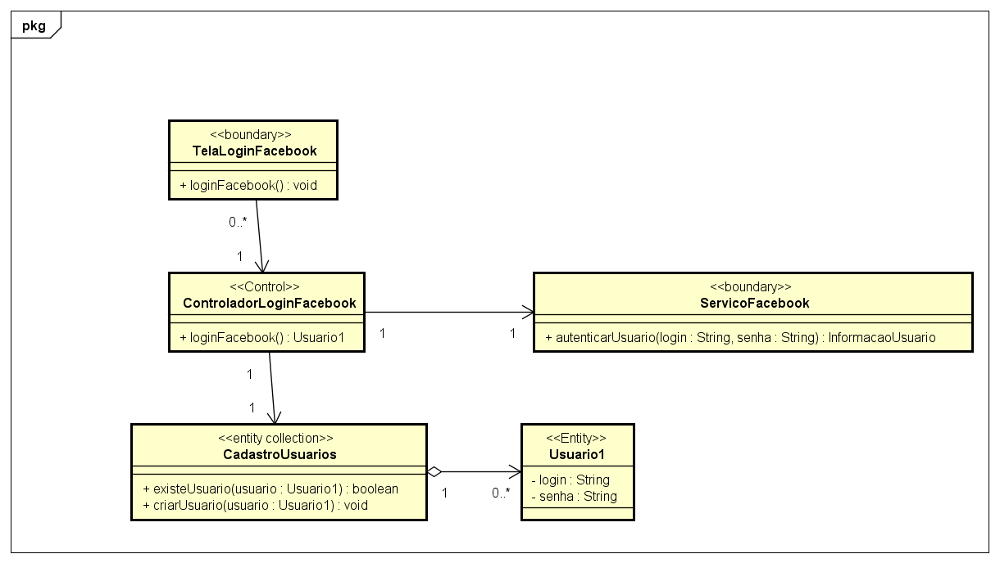 pkg
<<boundary>>
TelaLoginFacebook
+ loginFacebook() : void
0..*
1
<<Control>>
ControladorLoginFacebook
+ loginFacebook() : Usuario1
1
1
<<boundary>>
ServicoFacebook
+ autenticarUsuario(login : String, senha : String) : InformacaoUsuario
1
1
<<entity collection>>
CadastroUsuarios
+ existeUsuario(usuario : Usuario1) : boolean
+ criarUsuario(usuario : Usuario1) : void
1
0..*
<<Entity>>
Usuario1
- login : String
- senha : String